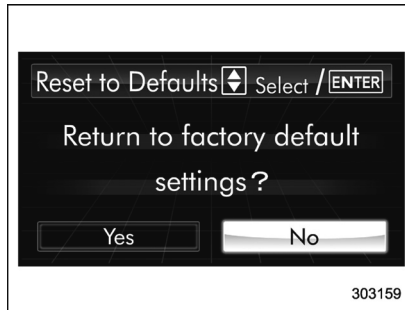 Reset to Defaults Select / ENTER
Return to factory default
settings?
Yes No
303159